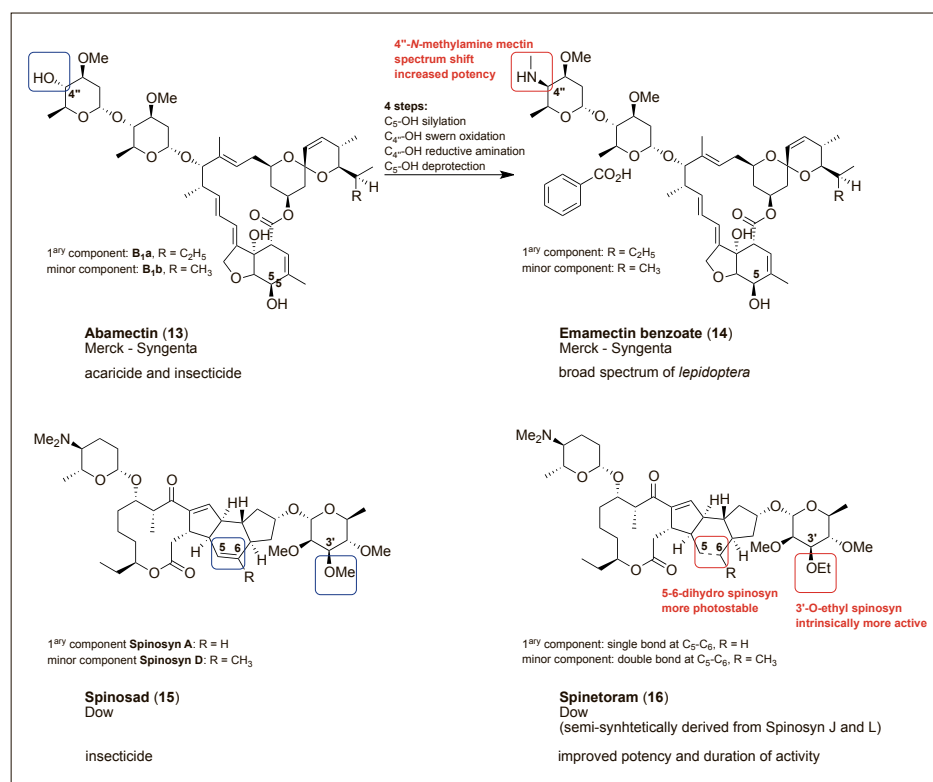 OMe
HO
4"
O
OMe
O
O
O
O
O
O
H
R
O
O
OH
O
5
5
OH
1ary component: B1a, R = C2H5
minor component: B1b, R = CH3
Abamectin (13)
Merck - Syngenta
acaricide and insecticide
4"-N-methylamine mectin
spectrum shift
increased potency
4 steps:
C5-OH silylation
C4"-OH swern oxidation
C4"-OH reductive amination
C5-OH deprotection
OMe
HN
4"
O
OMe
O
O
O
O
O
O
H
R
CO2H
O
O
OH
O
5
OH
1ary component: R = C2H5
minor component: R = CH3
Emamectin benzoate (14)
Merck - Syngenta
broad spectrum of lepidoptera
Me2N
O
O
O
H
H
O
O
3'
MeO
OMe
OMe
H
5
6
H
R
O
O
1ary component Spinosyn A: R = H
minor component Spinosyn D: R = CH3
Spinosad (15)
Dow
insecticide
Me2N
O
O
O
H
H
O
O
3'
MeO
OMe
OEt
H
5
6
H
R
O
O
5-6-dihydro spinosyn
more photostable
3'-O-ethyl spinosyn
intrinsically more active
1ary component: single bond at C5-C6, R = H
minor component: double bond at C5-C6, R = CH3
Spinetoram (16)
Dow
(semi-synhtetically derived from Spinosyn J and L)
improved potency and duration of activity